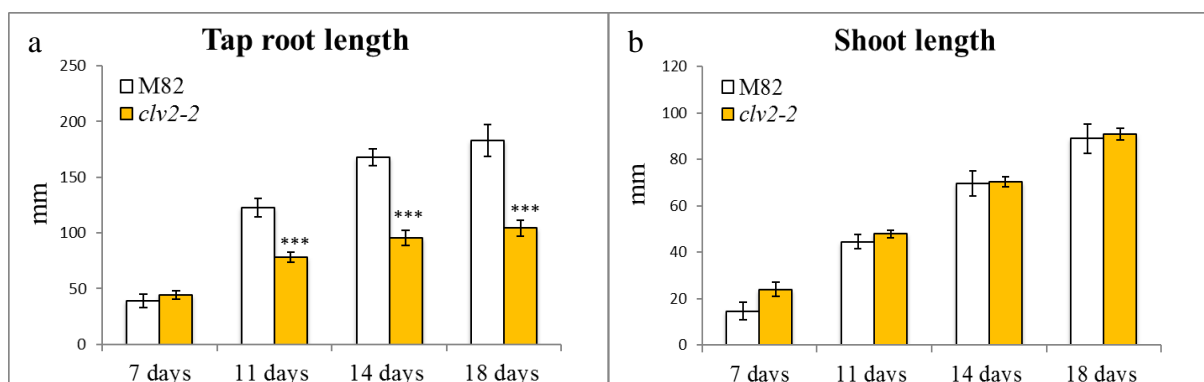 a
Tap root length
250
200
150
100
50
0
mm
M82
clv2-2
***
***
***
7 days 11 days 14 days 18 days
b
Shoot length
120
100
80
60
40
20
0
mm
M82
clv2-2
7 days 11 days 14 days 18 days